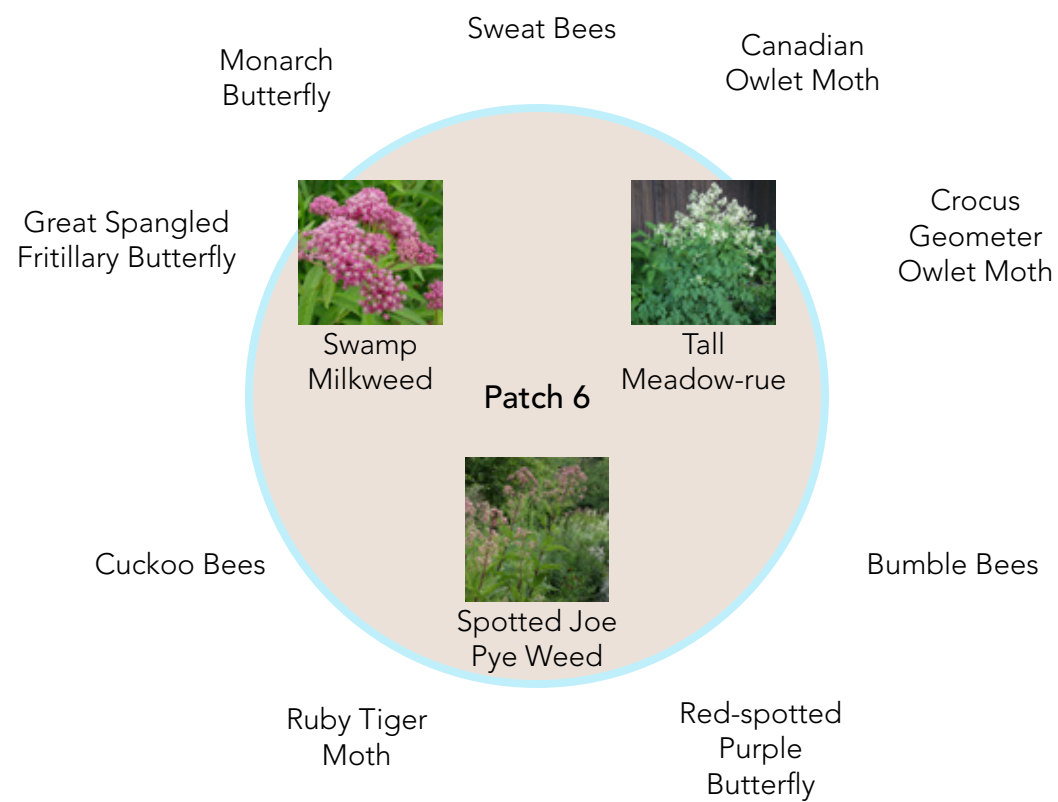 Sweat Bees
Monarch
Butterfly
Canadian
Owlet Moth
Great Spangled
Fritillary Butterfly
Crocus
Geometer
Owlet Moth
Swamp
Milkweed
Tall
Meadow-rue
Patch 6
Cuckoo Bees
Bumble Bees
Spotted Joe
Pye Weed
Ruby Tiger
Moth
Red-spotted
Purple
Butterfly